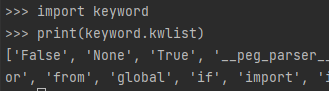 >>> import keyword
>>> print(keyword.kwlist)
['False', 'None', 'True', '__peg_parser__
or', 'from', 'global', 'if', 'import', 'i